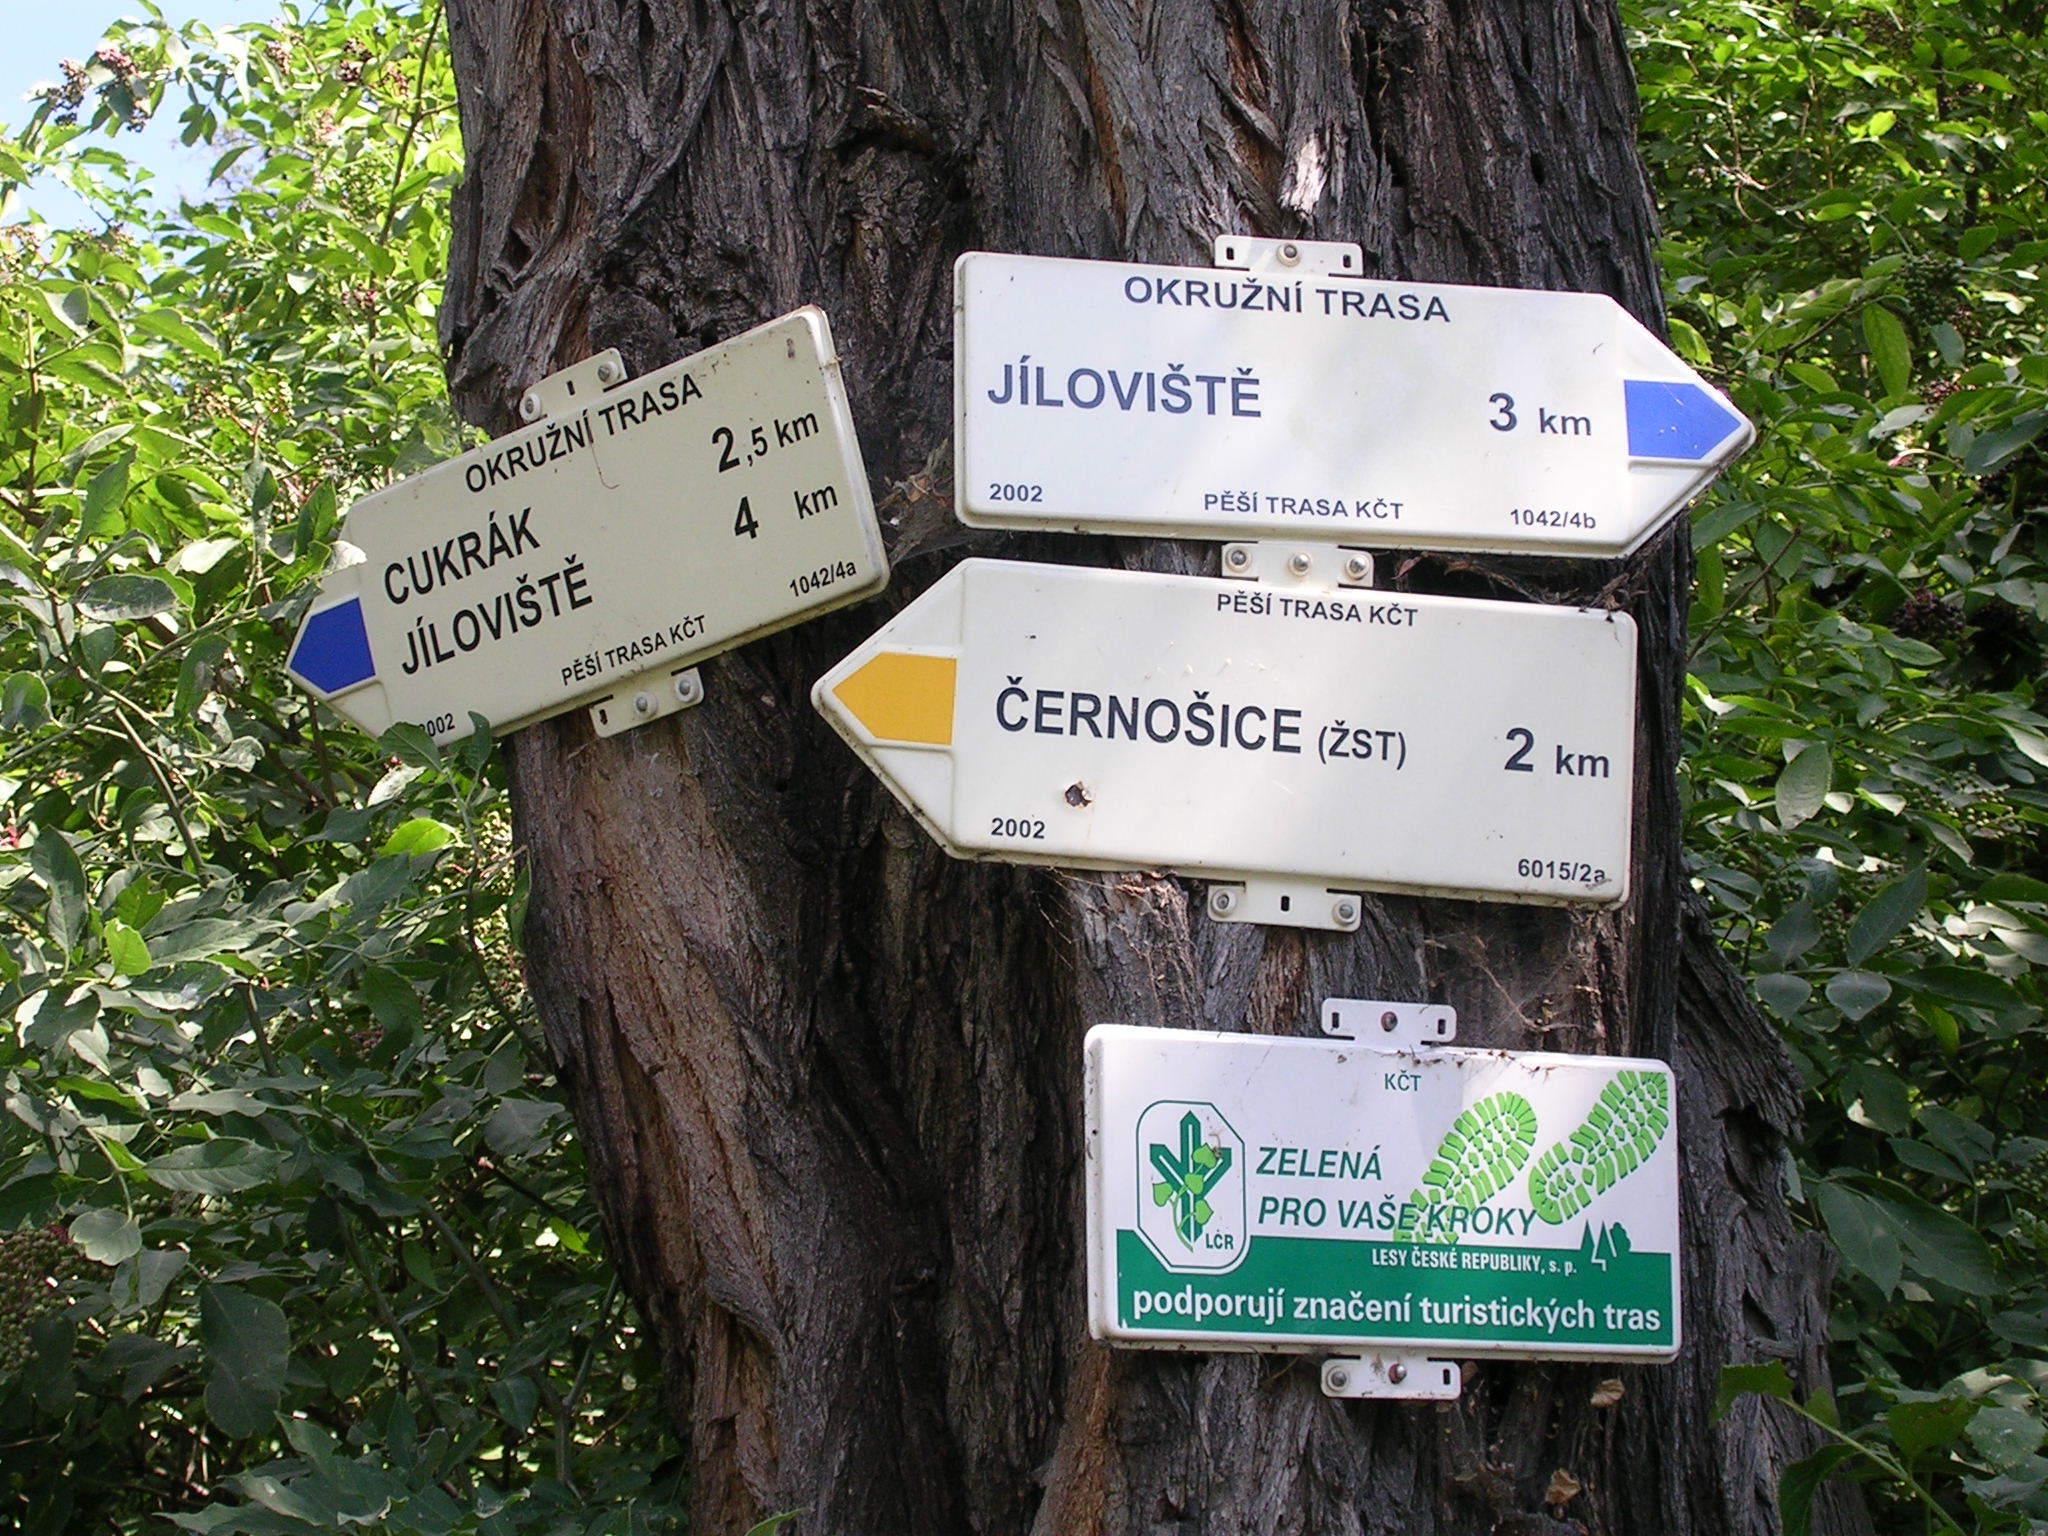 OKRUŽNÍ TRASA
CUKRÁK 2,5 km
JÍLOVIŠTĚ 4 km
PĚŠÍ TRASA KČT 1042/4a
2002
OKRUŽNÍ TRASA
JÍLOVIŠTĚ 3 km
2002 PĚŠÍ TRASA KČT 1042/4b
PĚŠÍ TRASA KČT
ČERNOŠICE (ŽST) 2 km
2002 6015/2a
KČT
ZELENÁ
PRO VAŠE KROKY
LČR
LESY ČESKÉ REPUBLIKY, s. p.
podporují značení turistických tras